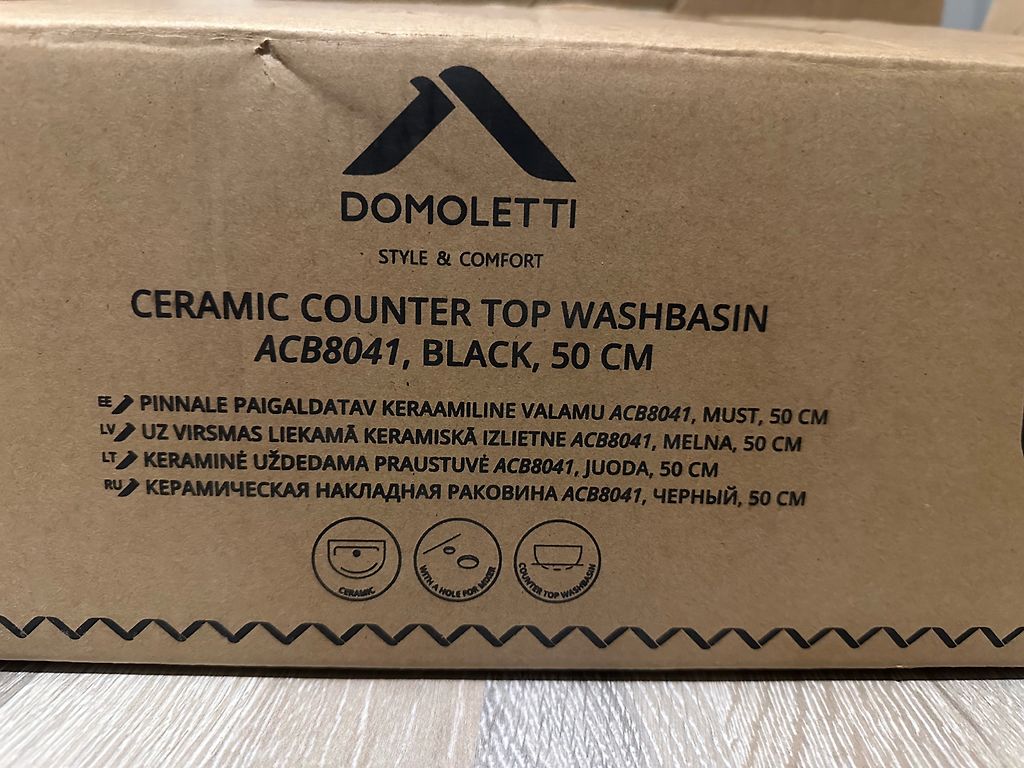 DOMOLETTI
STYLE & COMFORT
CERAMIC COUNTER TOP WASHBASIN
ACB8041, BLACK, 50 CM
EE PINNALE PAIGALDATAV KERAAMILINE VALAMU ACB8041, MUST, 50 CM
LV UZ VIRSMAS LIEKAMĀ KERAMISKĀ IZLIETNE ACB8041, MELNA, 50 CM
LT KERAMINĖ UŽDEDAMA PRAUSTUVĖ ACB8041, JUODA, 50 CM
RU КЕРАМИЧЕСКАЯ НАКЛАДНАЯ РАКОВИНА ACB8041, ЧЕРНЫЙ, 50 CM
CERAMIC
WITH A HOLE FOR MIXER
COUNTER TOP WASHBASIN